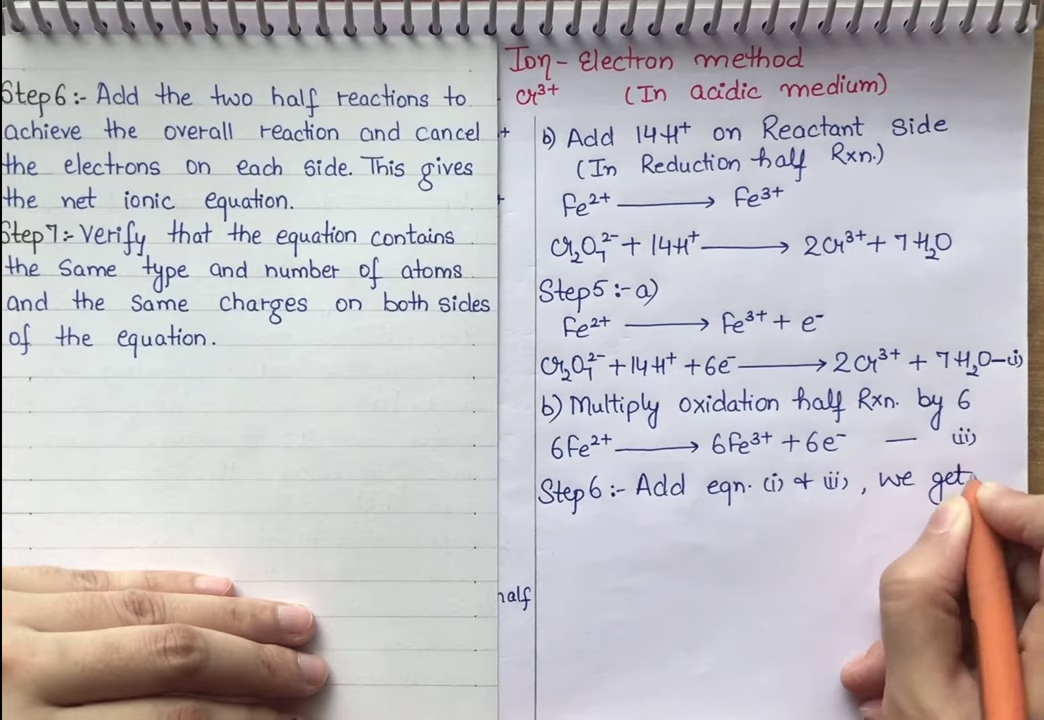 Step6:- Add the two half reactions to
achieve the overall reaction and cancel
the electrons on each side. This gives
the net ionic equation.
Step7:- Verify that the equation contains
the same type and number of atoms
and the same charges on both sides
of the equation.
Ion-Electron method
Cr³⁺ (In acidic medium)
+
+
half
b) Add 14H⁺ on Reactant side
(In Reduction half Rxn.)
Fe²⁺ ⟶ Fe³⁺
Cr₂O₇²⁻ + 14H⁺ ⟶ 2Cr³⁺ + 7H₂O
Step5:- a)
Fe²⁺ ⟶ Fe³⁺ + e⁻
Cr₂O₇²⁻ + 14H⁺ + 6e⁻ ⟶ 2Cr³⁺ + 7H₂O — (i)
b) Multiply oxidation half Rxn. by 6
6Fe²⁺ ⟶ 6Fe³⁺ + 6e⁻ — (ii)
Step6:- Add eqn. (i) & (ii), we get